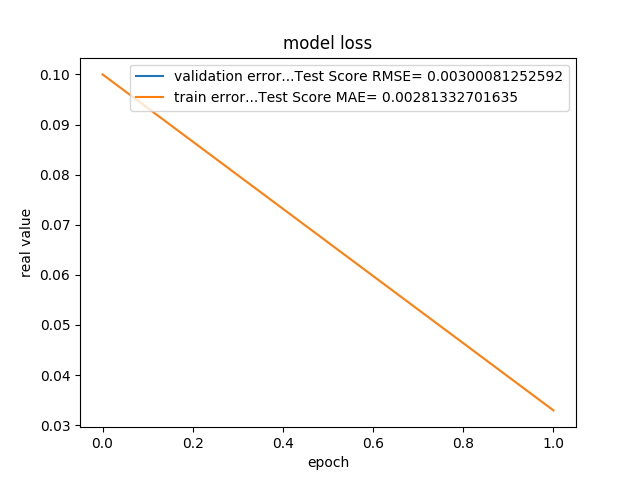 model loss
validation error...Test Score RMSE= 0.00300081252592
train error...Test Score MAE= 0.00281332701635
real value
0.10
0.09
0.08
0.07
0.06
0.05
0.04
0.03
0.0 0.2 0.4 0.6 0.8 1.0
epoch